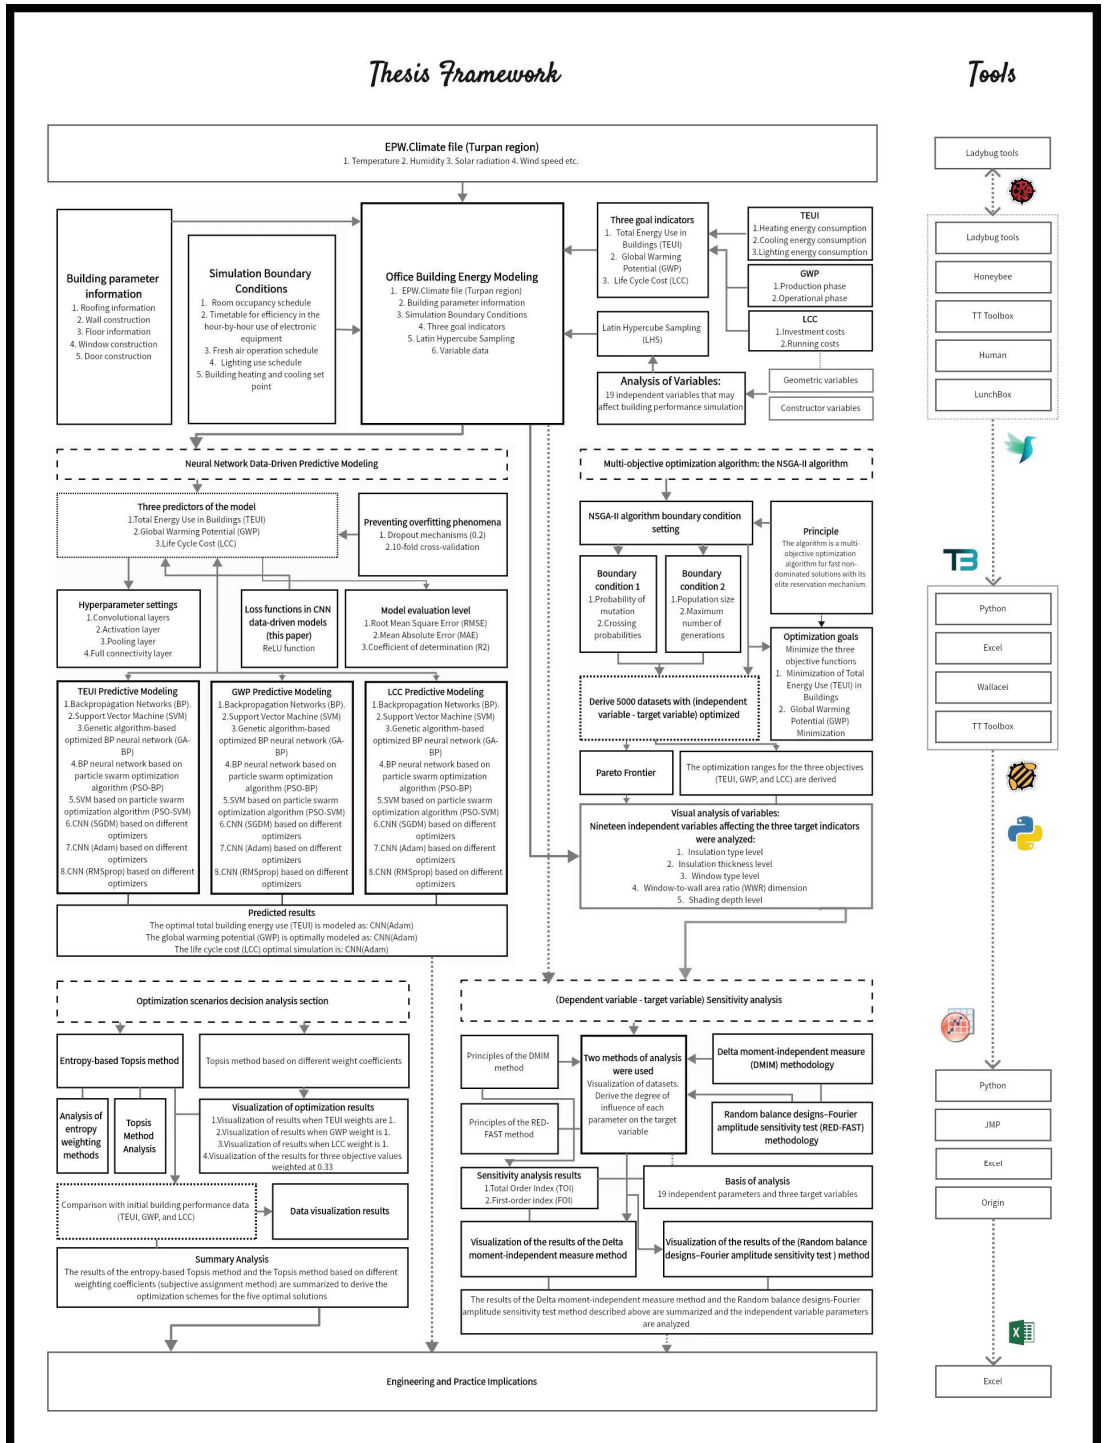 Thesis Framework
Tools
EPW.Climate file (Turpan region)
1. Temperature 2. Humidity 3. Solar radiation 4. Wind speed etc.
Ladybug tools
Building parameter
information
1. Roofing information
2. Wall construction
3. Floor information
4. Window construction
5. Door construction
Simulation Boundary
Conditions
1. Room occupancy schedule
2. Timetable for efficiency in the
hour-by-hour use of electronic
equipment
3. Fresh air operation schedule
4. Lighting use schedule
5. Building heating and cooling set
point
Office Building Energy Modeling
1. EPW.Climate file (Turpan region)
2. Building parameter information
3. Simulation Boundary Conditions
4. Three goal indicators
5. Latin Hypercube Sampling
6. Variable data
Three goal indicators
1. Total Energy Use in
Buildings (TEUI)
2. Global Warming
Potential (GWP)
3. Life Cycle Cost (LCC)
TEUI
1.Heating energy consumption
2.Cooling energy consumption
3.Lighting energy consumption
GWP
1.Production phase
2.Operational phase
LCC
1.Investment costs
2.Running costs
Latin Hypercube Sampling
(LHS)
Analysis of Variables:
19 independent variables that may
affect building performance simulation
Geometric variables
Constructor variables
Ladybug tools
Honeybee
TT Toolbox
Human
LunchBox
Neural Network Data-Driven Predictive Modeling
Three predictors of the model
1.Total Energy Use in Buildings (TEUI)
2.Global Warming Potential (GWP)
3.Life Cycle Cost (LCC)
Preventing overfitting phenomena
1. Dropout mechanisms (0.2)
2.10-fold cross-validation
Hyperparameter settings
1.Convolutional layers
2.Activation layer
3.Pooling layer
4.Full connectivity layer
Loss functions in CNN
data-driven models
(this paper)
ReLU function
Model evaluation level
1.Root Mean Square Error (RMSE)
2.Mean Absolute Error (MAE)
3.Coefficient of determination (R2)
TEUI Predictive Modeling
1.Backpropagation Networks (BP).
2.Support Vector Machine (SVM)
3.Genetic algorithm-based
optimized BP neural network (GA-
BP)
4.BP neural network based on
particle swarm optimization
algorithm (PSO-BP)
5.SVM based on particle swarm
optimization algorithm (PSO-SVM)
6.CNN (SGDM) based on different
optimizers
7.CNN (Adam) based on different
optimizers
8.CNN (RMSprop) based on different
optimizers
GWP Predictive Modeling
1.Backpropagation Networks (BP).
2.Support Vector Machine (SVM)
3.Genetic algorithm-based
optimized BP neural network (GA-
BP)
4.BP neural network based on
particle swarm optimization
algorithm (PSO-BP)
5.SVM based on particle swarm
optimization algorithm (PSO-SVM)
6.CNN (SGDM) based on different
optimizers
7.CNN (Adam) based on different
optimizers
8.CNN (RMSprop) based on different
optimizers
LCC Predictive Modeling
1.Backpropagation Networks (BP).
2.Support Vector Machine (SVM)
3.Genetic algorithm-based
optimized BP neural network (GA-
BP)
4.BP neural network based on
particle swarm optimization
algorithm (PSO-BP)
5.SVM based on particle swarm
optimization algorithm (PSO-SVM)
6.CNN (SGDM) based on different
optimizers
7.CNN (Adam) based on different
optimizers
8.CNN (RMSprop) based on different
optimizers
Predicted results
The optimal total building energy use (TEUI) is modeled as: CNN(Adam)
The global warming potential (GWP) is optimally modeled as: CNN(Adam)
The life cycle cost (LCC) optimal simulation is: CNN(Adam)
Multi-objective optimization algorithm: the NSGA-II algorithm
NSGA-II algorithm boundary condition
setting
Principle
The algorithm is a multi-
objective optimization
algorithm for fast non-
dominated solutions with its
elite reservation mechanism.
Boundary
condition 1
1.Probability of
mutation
2.Crossing
probabilities
Boundary
condition 2
1.Population size
2.Maximum
number of
generations
Optimization goals
Minimize the three
objective functions
1. Minimization of Total
Energy Use (TEUI) in
Buildings
2. Global Warming
Potential (GWP)
Minimization
Derive 5000 datasets with (independent
variable - target variable) optimized
Pareto Frontier
The optimization ranges for the three objectives
(TEUI, GWP, and LCC) are derived
Visual analysis of variables:
Nineteen independent variables affecting the three target indicators
were analyzed:
1. Insulation type level
2. Insulation thickness level
3. Window type level
4. Window-to-wall area ratio (WWR) dimension
5. Shading depth level
T3
Python
Excel
Wallacei
TT Toolbox
Optimization scenarios decision analysis section
Entropy-based Topsis method
Topsis method based on different weight coefficients
Analysis of
entropy
weighting
methods
Topsis
Method
Analysis
Visualization of optimization results
1.Visualization of results when TEUI weights are 1.
2.Visualization of results when GWP weight is 1.
3.Visualization of results when LCC weight is 1.
4.Visualization of the results for three objective values
weighted at 0.33
Comparison with initial building performance data
(TEUI, GWP, and LCC)
Data visualization results
Summary Analysis
The results of the entropy-based Topsis method and the Topsis method based on different
weighting coefficients (subjective assignment method) are summarized to derive the
optimization schemes for the five optimal solutions
(Dependent variable - target variable) Sensitivity analysis
Principles of the DMIM
method
Two methods of analysis
were used
Visualization of datasets.
Derive the degree of
influence of each
parameter on the target
variable
Delta moment-independent measure
(DMIM) methodology
Principles of the RED-
FAST method
Random balance designs–Fourier
amplitude sensitivity test (RED-FAST)
methodology
Sensitivity analysis results
1.Total Order Index (TOI)
2.First-order index (FOI)
Basis of analysis
19 independent parameters and three target variables
Visualization of the results of the Delta
moment-independent measure method
Visualization of the results of the (Random balance
designs–Fourier amplitude sensitivity test ) method
The results of the Delta moment-independent measure method and the Random balance designs-Fourier
amplitude sensitivity test method described above are summarized and the independent variable parameters
are analyzed
Python
JMP
Excel
Origin
X
Engineering and Practice Implications
Excel